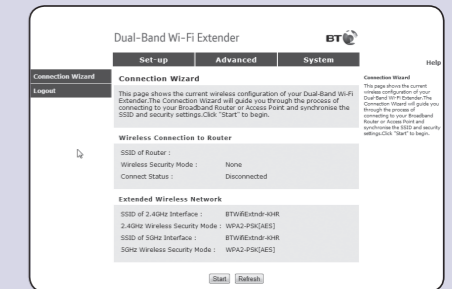 Dual-Band Wi-Fi Extender
BT
Set-up Advanced System
Help
Connection Wizard
Logout
Connection Wizard
This page shows the current wireless configuration of your Dual-Band Wi-Fi
Extender.The Connection Wizard will guide you through the process of
connecting to your Broadband Router or Access Point and synchronise the
SSID and security settings.Click "Start" to begin.
Wireless Connection to Router
SSID of Router :
Wireless Security Mode : None
Connect Status : Disconnected
Extended Wireless Network
SSID of 2.4GHz Interface : BTWifiExtndr-KHR
2.4GHz Wireless Security Mode : WPA2-PSK[AES]
SSID of 5GHz Interface : BTWifiExtndr-KHR
5GHz Wireless Security Mode : WPA2-PSK[AES]
Start Refresh
Connection Wizard
This page shows the current
wireless configuration of your
Dual-Band Wi-Fi Extender.The
Connection Wizard will guide you
through the process of
connecting to your Broadband
Router or Access Point and
synchronise the SSID and security
settings.Click "Start" to begin.